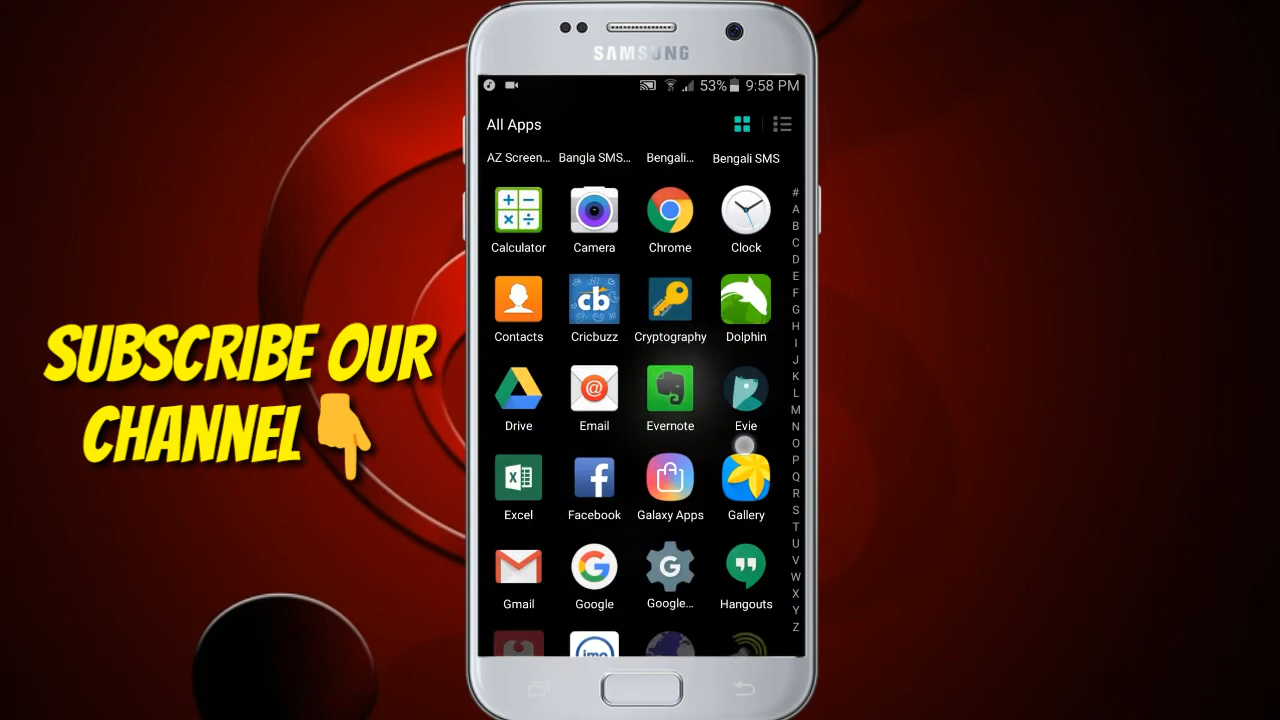 SAMSUNG
53% 9:58 PM
All Apps
AZ Screen... Bangla SMS... Bengali... Bengali SMS
Calculator Camera Chrome Clock
Contacts Cricbuzz Cryptography Dolphin
Drive Email Evernote Evie
Excel Facebook Galaxy Apps Gallery
Gmail Google Google... Hangouts
imo
#
A
B
C
D
E
F
G
H
I
J
K
L
M
N
O
P
Q
R
S
T
U
V
W
X
Y
Z
cb
SUBSCRIBE OUR
CHANNEL👇